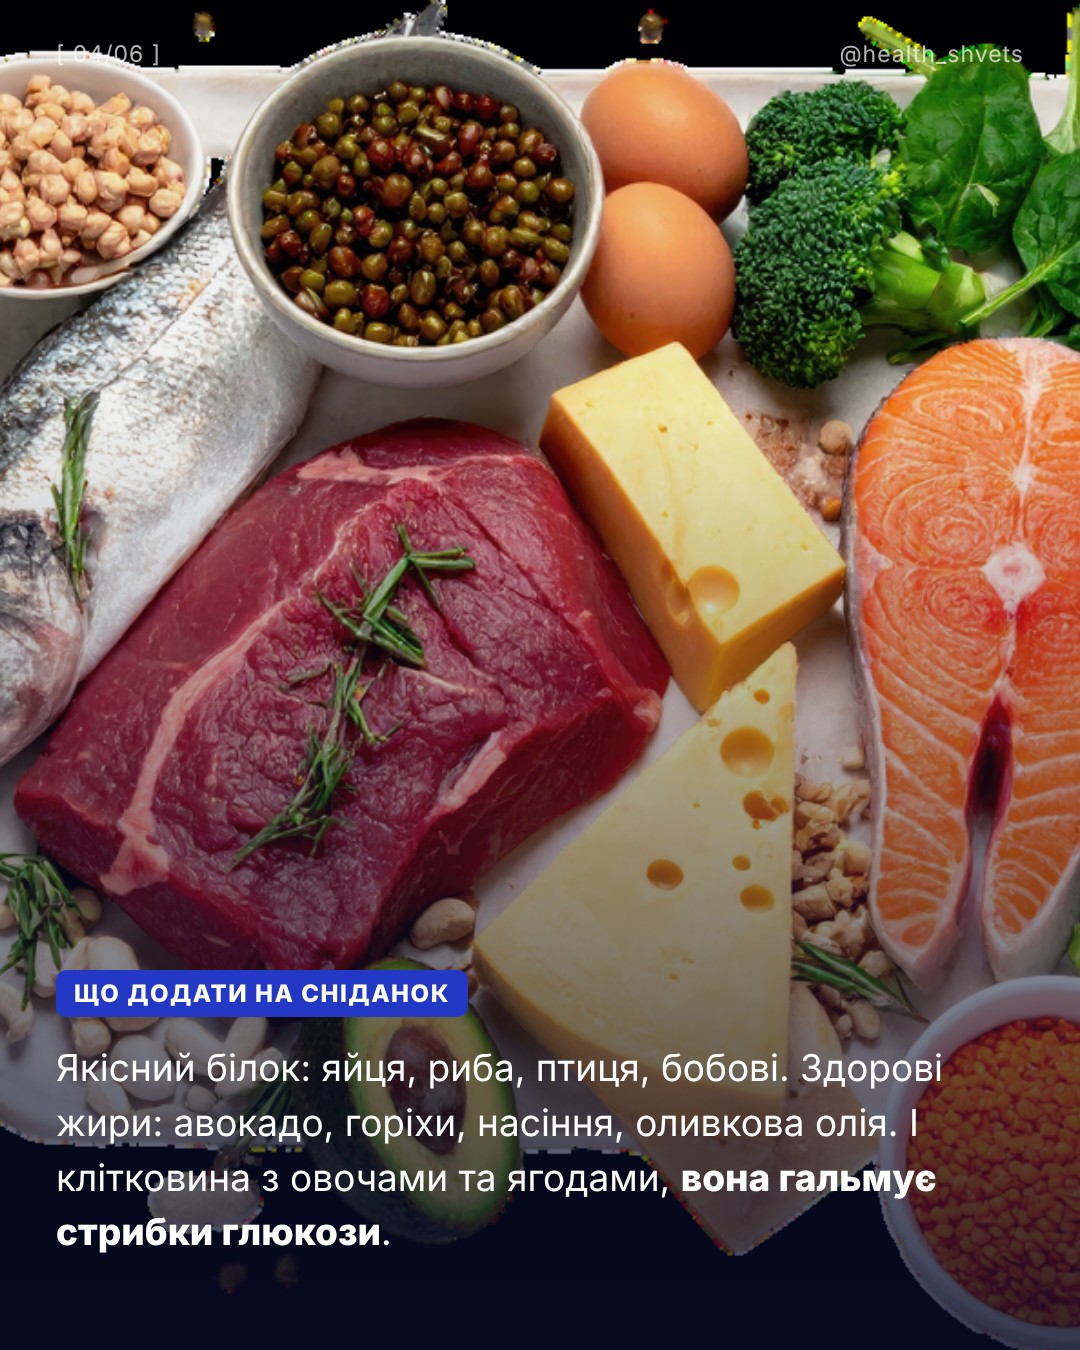 [ 04/06 ]
@health_shvets
ЩО ДОДАТИ НА СНІДАНОК
Якісний білок: яйця, риба, птиця, бобові. Здорові
жири: авокадо, горіхи, насіння, оливкова олія. І
клітковина з овочами та ягодами, вона гальмує
стрибки глюкози.